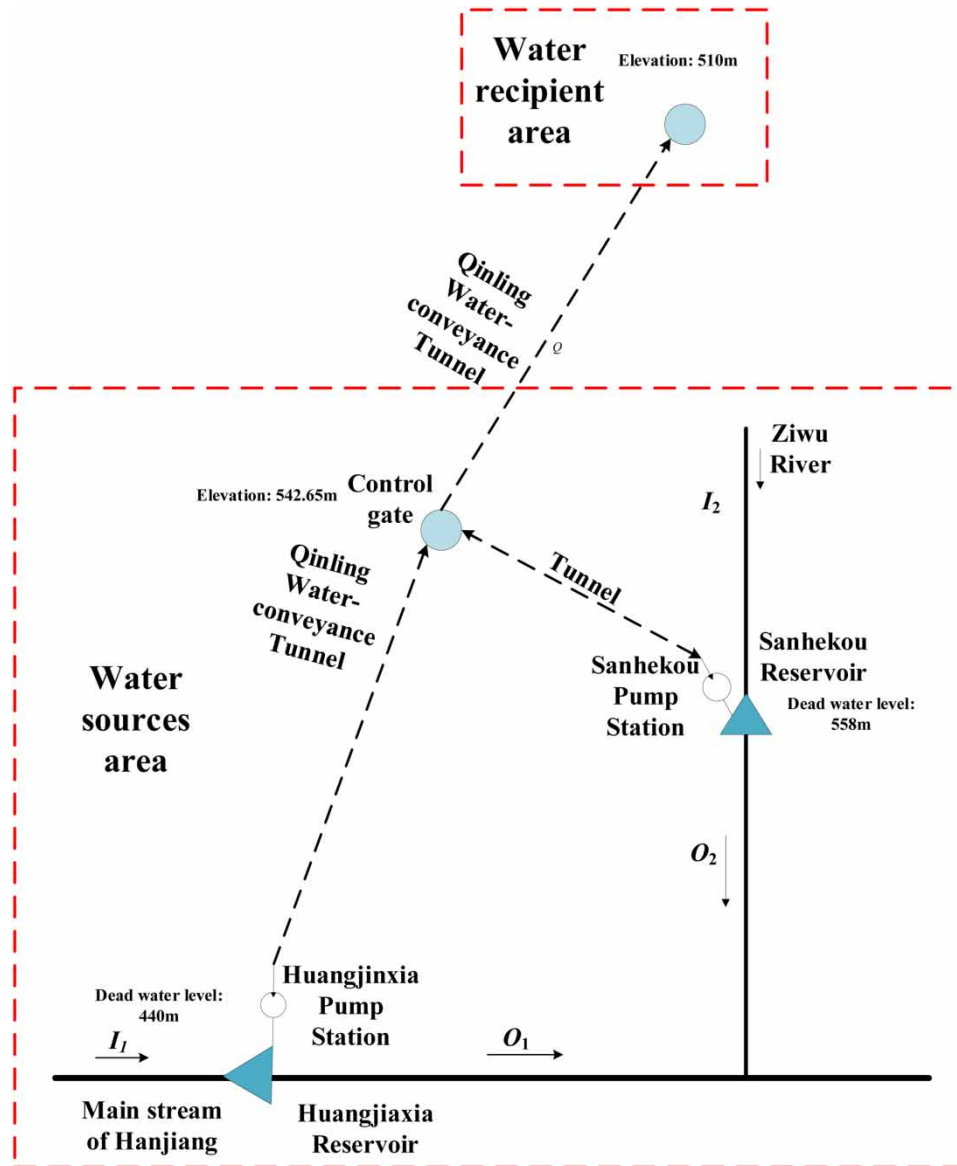 Water
recipient
area
Elevation: 510m
Qinling
Water-
conveyance
Tunnel
Q
Ziwu
River
I2
Elevation: 542.65m
Control
gate
Qinling
Water-
conveyance
Tunnel
Tunnel
Sanhekou
Reservoir
Sanhekou
Pump
Station
Dead water level:
558m
Water
sources
area
O2
Huangjinxia
Pump
Station
Dead water level:
440m
I1
O1
Main stream
of Hanjiang
Huangjiaxia
Reservoir